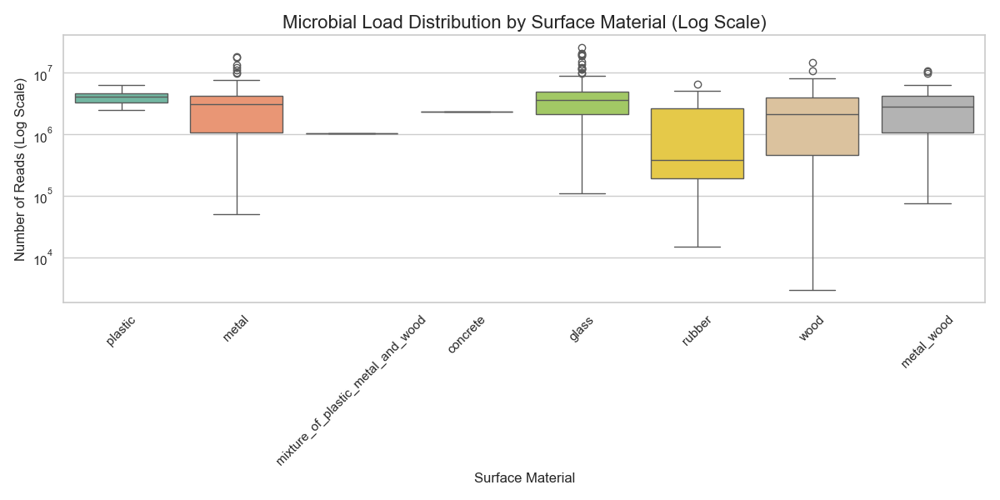 Microbial Load Distribution by Surface Material (Log Scale)
Number of Reads (Log Scale)
10^7
10^6
10^5
10^4
plastic
metal
mixture_of_plastic_metal_and_wood
concrete
glass
rubber
wood
metal_wood
Surface Material